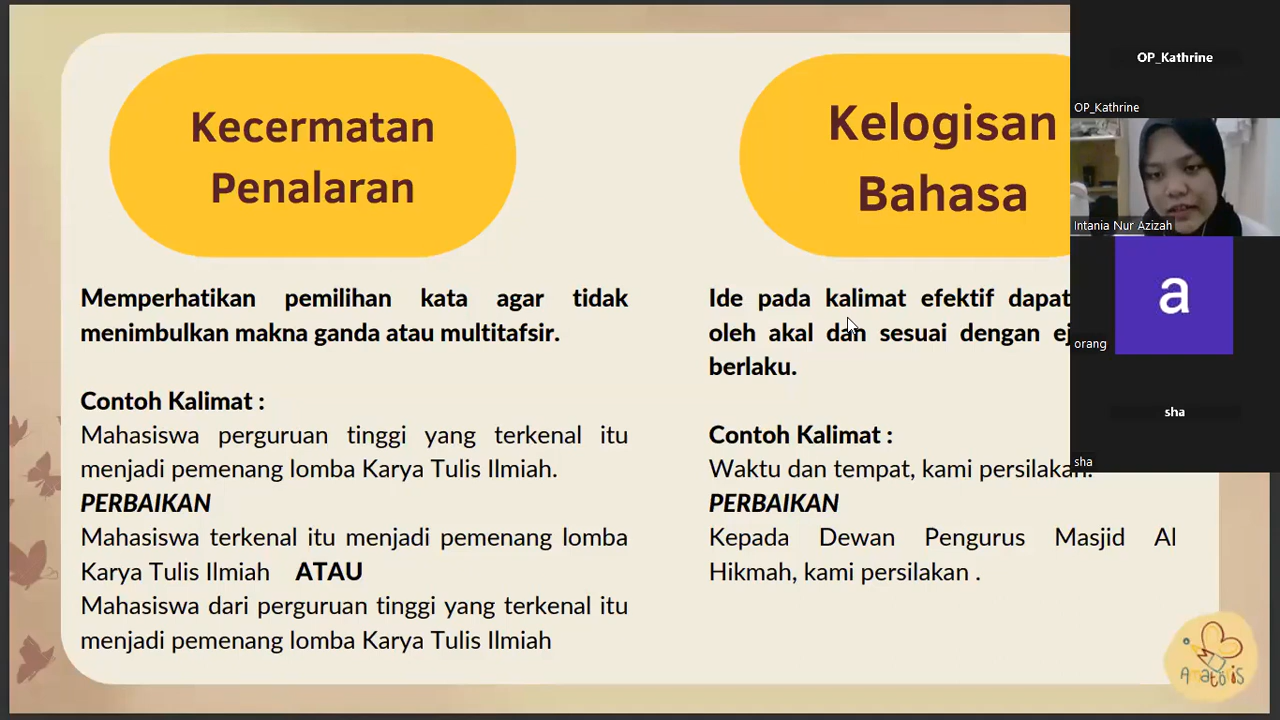 Kecermatan
Penalaran
Memperhatikan pemilihan kata agar tidak
menimbulkan makna ganda atau multitafsir.
Contoh Kalimat :
Mahasiswa perguruan tinggi yang terkenal itu
menjadi pemenang lomba Karya Tulis Ilmiah.
PERBAIKAN
Mahasiswa terkenal itu menjadi pemenang lomba
Karya Tulis Ilmiah ATAU
Mahasiswa dari perguruan tinggi yang terkenal itu
menjadi pemenang lomba Karya Tulis Ilmiah
Kelogisan
Bahasa
Ide pada kalimat efektif dapat
oleh akal dan sesuai dengan
berlaku.
Contoh Kalimat :
Waktu dan tempat, kami persilakan.
PERBAIKAN
Kepada Dewan Pengurus Masjid Al
Hikmah, kami persilakan .
OP_Kathrine
OP_Kathrine
Intania Nur Azizah
a
orang
sha
sha
Amatöris